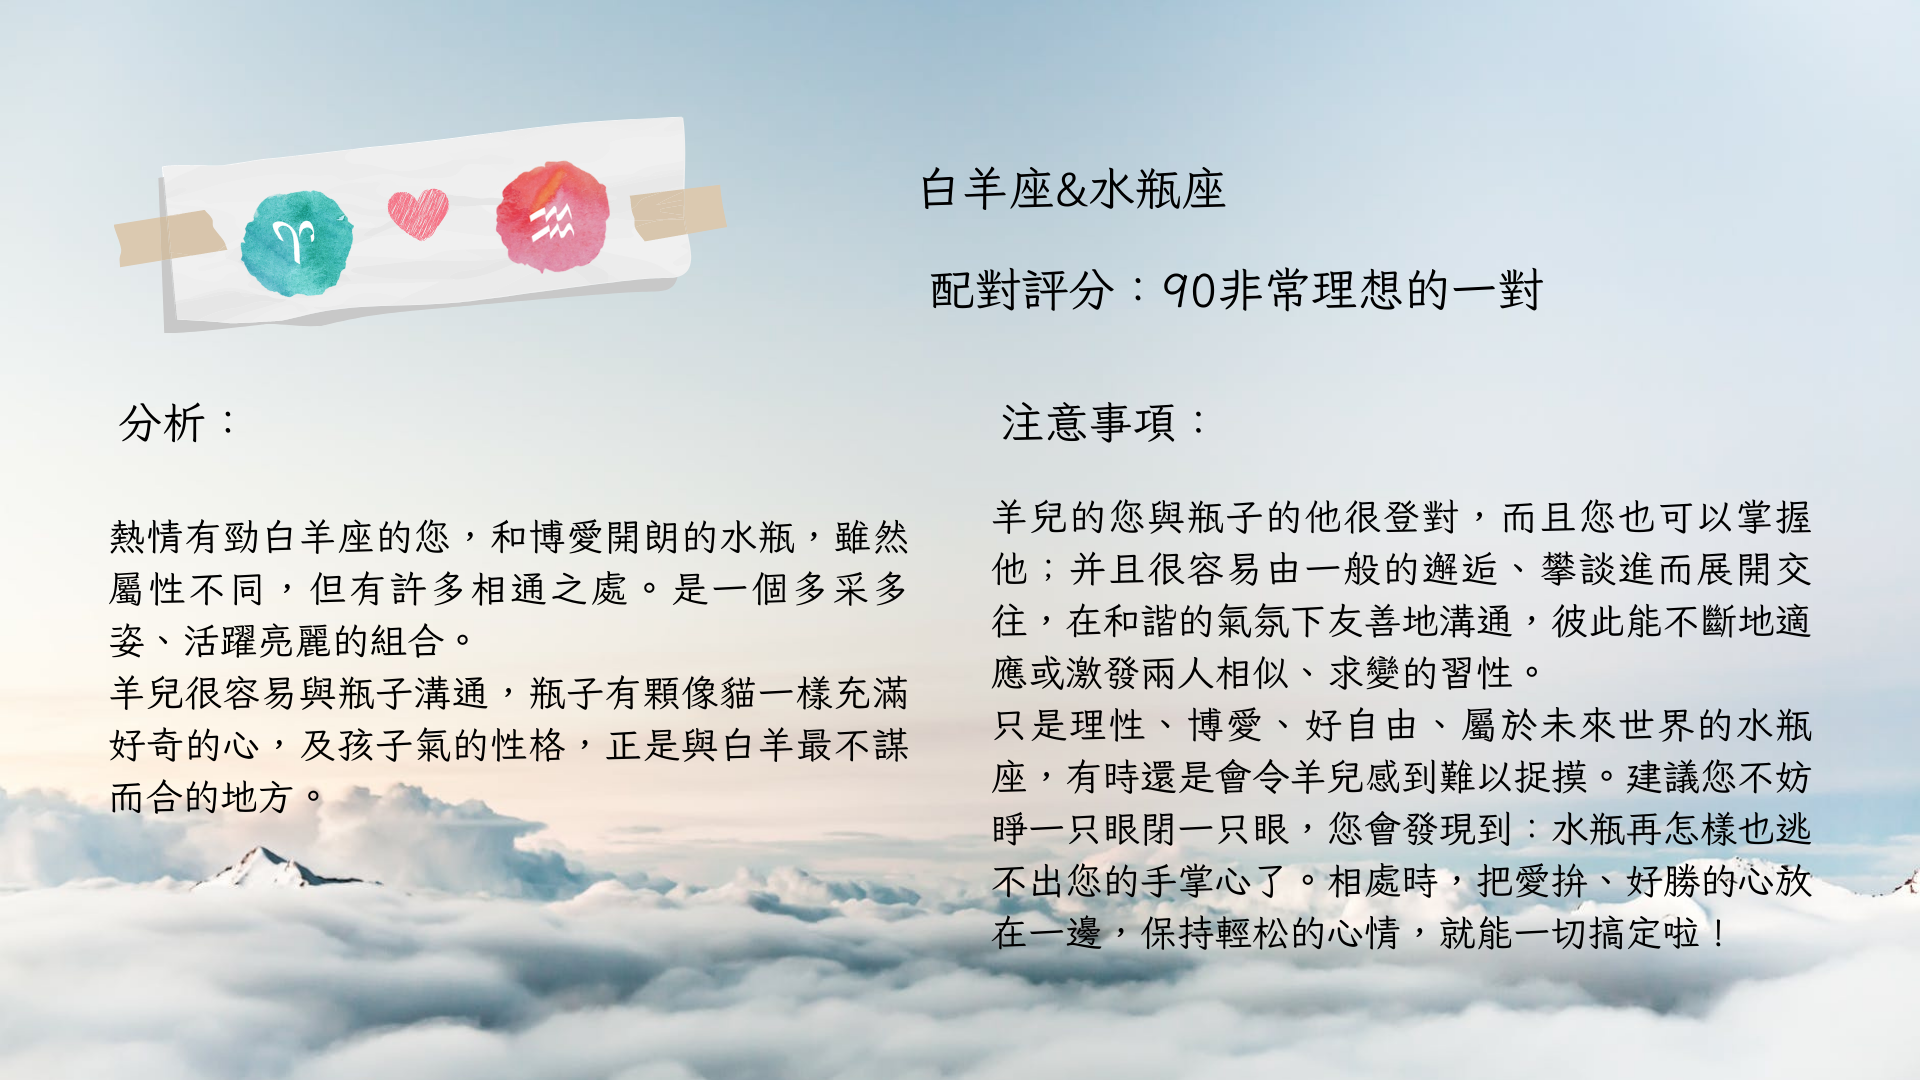 白羊座&水瓶座
配對評分：90非常理想的一對
分析：
熱情有勁白羊座的您，和博愛開朗的水瓶，雖然
屬性不同，但有許多相通之處。是一個多采多
姿、活躍亮麗的組合。
羊兒很容易與瓶子溝通，瓶子有顆像貓一樣充滿
好奇的心，及孩子氣的性格，正是與白羊最不謀
而合的地方。
注意事項：
羊兒的您與瓶子的他很登對，而且您也可以掌握
他；并且很容易由一般的邂逅、攀談進而展開交
往，在和諧的氣氛下友善地溝通，彼此能不斷地適
應或激發兩人相似、求變的習性。
只是理性、博愛、好自由、屬於未來世界的水瓶
座，有時還是會令羊兒感到難以捉摸。建議您不妨
睜一只眼閉一只眼，您會發現到：水瓶再怎樣也逃
不出您的手掌心了。相處時，把愛拚、好勝的心放
在一邊，保持輕松的心情，就能一切搞定啦！